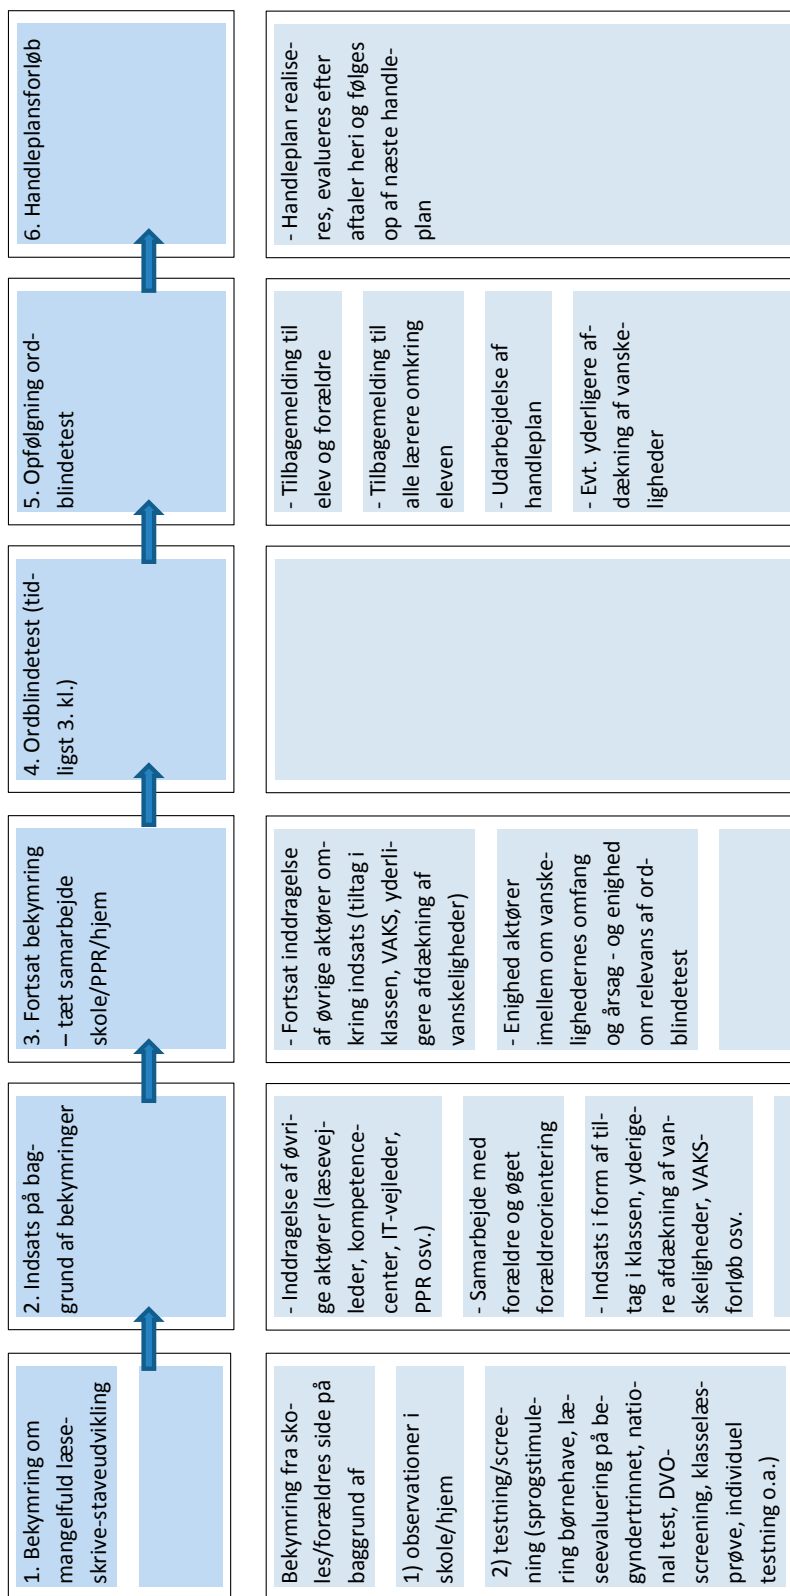 1. Bekymring om
mangelfuld læse-
skrive-staveudvikling
Bekymring fra sko-
les/forældres side på
baggrund af
1) observationer i
skole/hjem
2) testning/scree-
ning (sprogstimule-
ring børnehave, læ-
seevaluering på be-
gyndertrinnet, natio-
nal test, DVO-
screening, klasselæs-
prøve, individuel
testning o.a.)
2. Indsats på bag-
grund af bekymringer
- Inddragelse af øvri-
ge aktører (læsevej-
leder, kompetence-
center, IT-vejleder,
PPR osv.)
- Samarbejde med
forældre og øget
forældreorientering
- Indsats i form af til-
tag i klassen, yderige-
re afdækning af van-
skeligheder, VAKS-
forløb osv.
3. Fortsat bekymring
– tæt samarbejde
skole/PPR/hjem
- Fortsat inddragelse
af øvrige aktører om-
kring indsats (tiltag i
klassen, VAKS, yderli-
gere afdækning af
vanskeligheder)
- Enighed aktører
imellem om vanske-
lighedernes omfang
og årsag - og enighed
om relevans af ord-
blindetest
4. Ordblindetest (tid-
ligst 3. kl.)
5. Opfølgning ord-
blindetest
- Tilbagemelding til
elev og forældre
- Tilbagemelding til
alle lærere omkring
eleven
- Udarbejdelse af
handleplan
- Evt. yderligere af-
dækning af vanske-
ligheder
6. Handleplansforløb
- Handleplan realise-
res, evalueres efter
aftaler heri og følges
op af næste handle-
plan